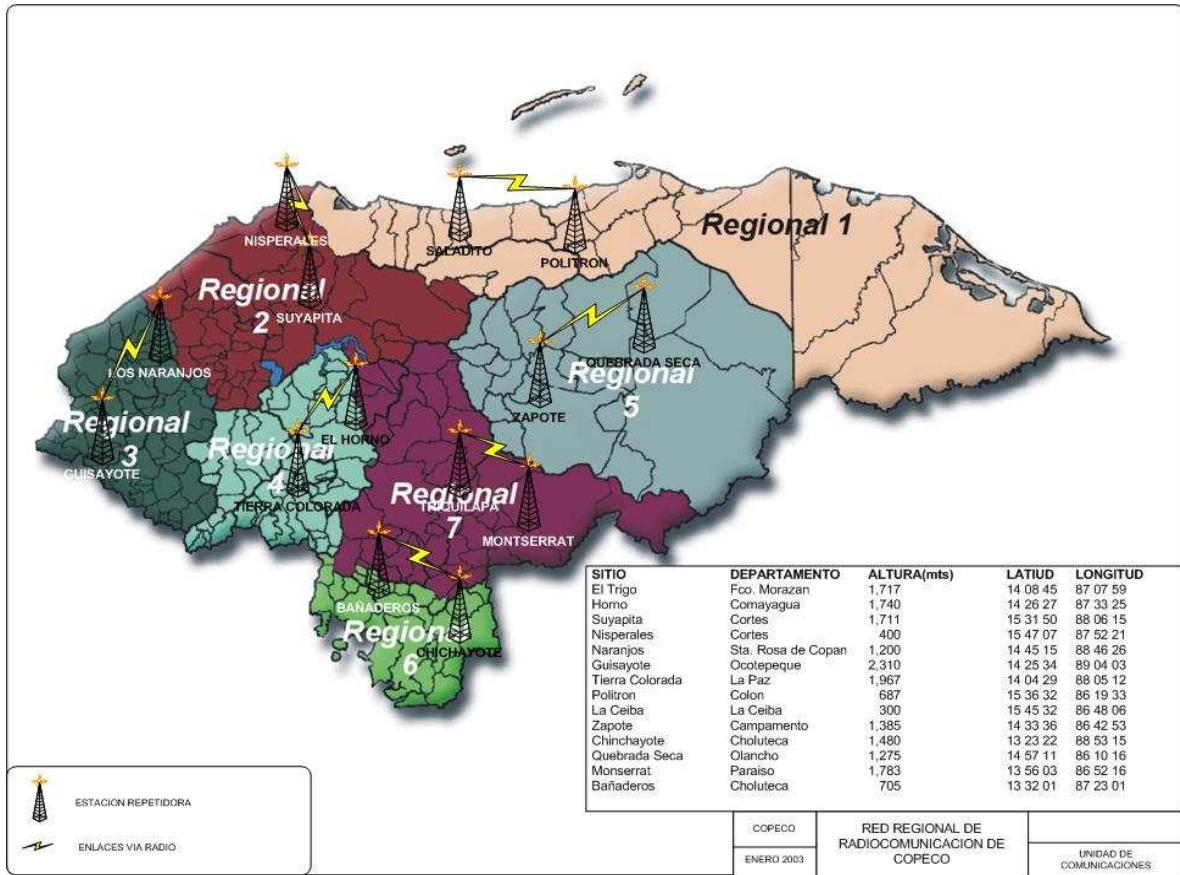 Regional 1
NISPERALES
SALADITO
POLITRON
Regional
2
SUYAPITA
LOS NARANJOS
QUEBRADA SECA
Regional
5
ZAPOTE
Regional
3
GUISAYOTE
EL HORNO
Regional
4
TIERRA COLORADA
Regional
7
TRIQUILAPA
MONTSERRAT
BAÑADEROS
Region
6
CHICHAYOTE
SITIO DEPARTAMENTO ALTURA(mts) LATIUD LONGITUD
El Trigo Fco. Morazan 1,717 14 08 45 87 07 59
Horno Comayagua 1,740 14 26 27 87 33 25
Suyapita Cortes 1,711 15 31 50 88 06 15
Nisperales Cortes 400 15 47 07 87 52 21
Naranjos Sta. Rosa de Copan 1,200 14 45 15 88 46 26
Guisayote Ocotepeque 2,310 14 25 34 89 04 03
Tierra Colorada La Paz 1,967 14 04 29 88 05 12
Politron Colon 687 15 36 32 86 19 33
La Ceiba La Ceiba 300 15 45 32 86 48 06
Zapote Campamento 1,385 14 33 36 86 42 53
Chinchayote Choluteca 1,480 13 23 22 88 53 15
Quebrada Seca Olancho 1,275 14 57 11 86 10 16
Monserrat Paraiso 1,783 13 56 03 86 52 16
Bañaderos Choluteca 705 13 32 01 87 23 01
ESTACION REPETIDORA
ENLACES VIA RADIO
COPECO
ENERO 2003
RED REGIONAL DE
RADIOCOMUNICACION DE
COPECO
UNIDAD DE
COMUNICACIONES